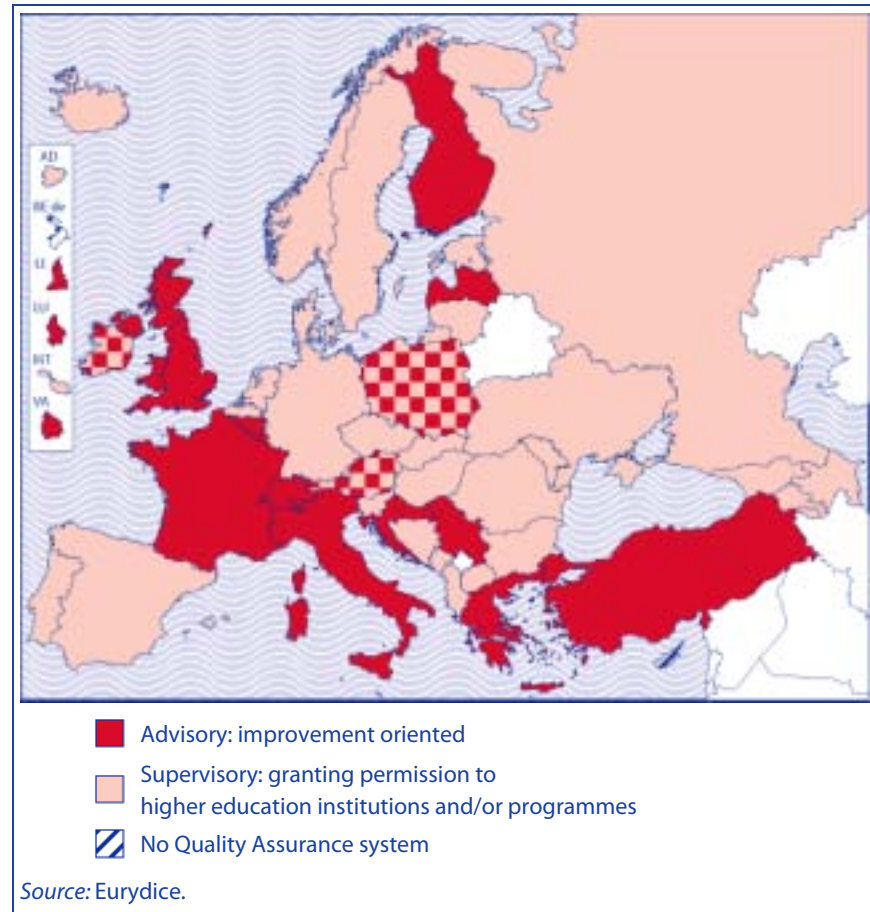 AD
BE de
LI
LU
MT
VA
Advisory: improvement oriented
Supervisory: granting permission to
higher education institutions and/or programmes
No Quality Assurance system
Source: Eurydice.